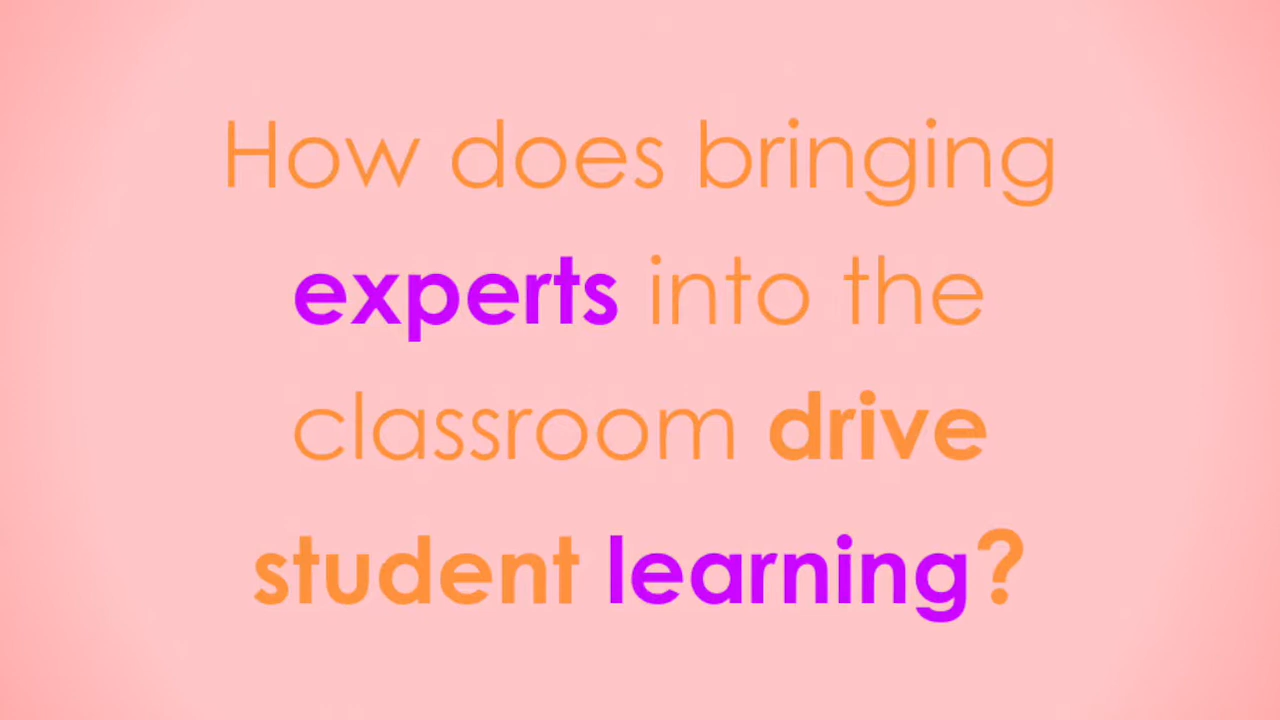 How does bringing
experts into the
classroom drive
student learning?